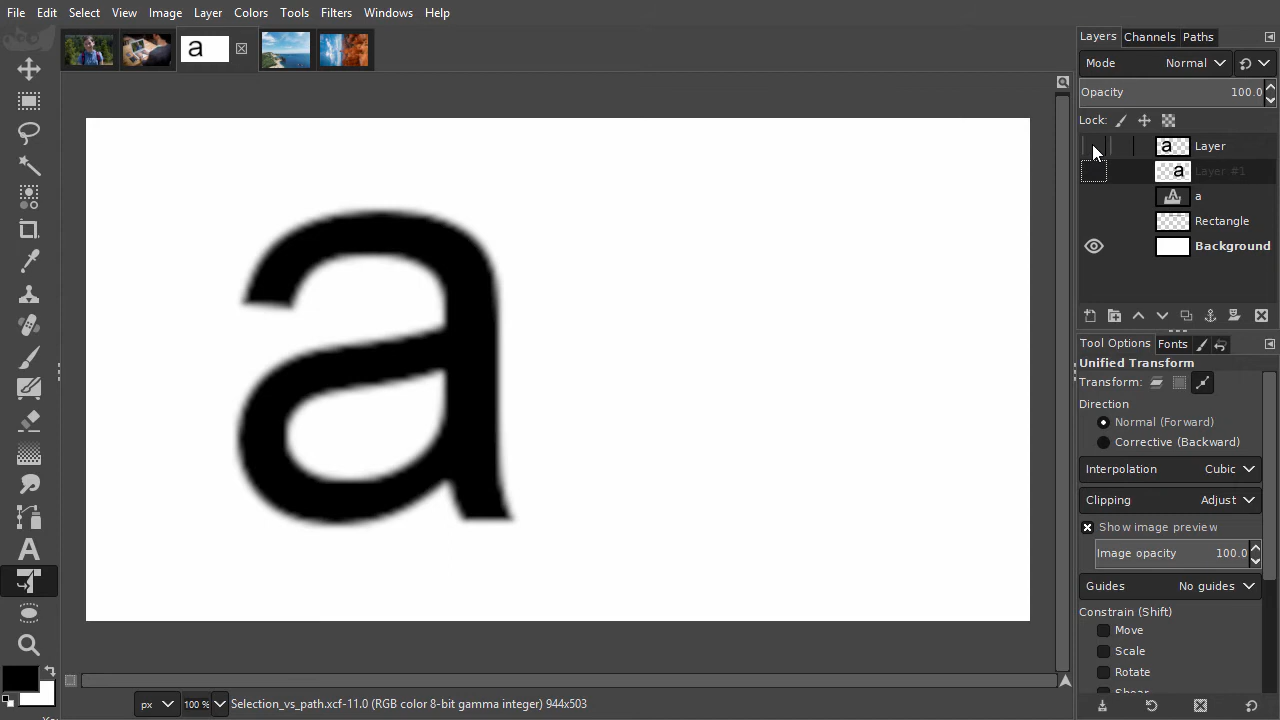 File Edit Select View Image Layer Colors Tools Filters Windows Help
a
Layers Channels Paths
Mode Normal
Opacity 100.0
Lock:
a Layer
a Layer #1
A a
Rectangle
Background
a
Tool Options Fonts
Unified Transform
Transform:
Direction
Normal (Forward)
Corrective (Backward)
Interpolation Cubic
Clipping Adjust
Show image preview
Image opacity 100.0
Guides No guides
Constrain (Shift)
Move
Scale
Rotate
Shear
px 100 % Selection_vs_path.xcf-11.0 (RGB color 8-bit gamma integer) 944x503